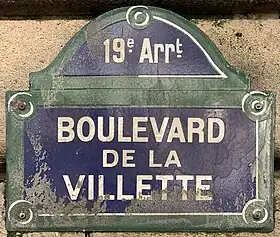 19e Arrt
BOULEVARD
DE LA
VILLETTE